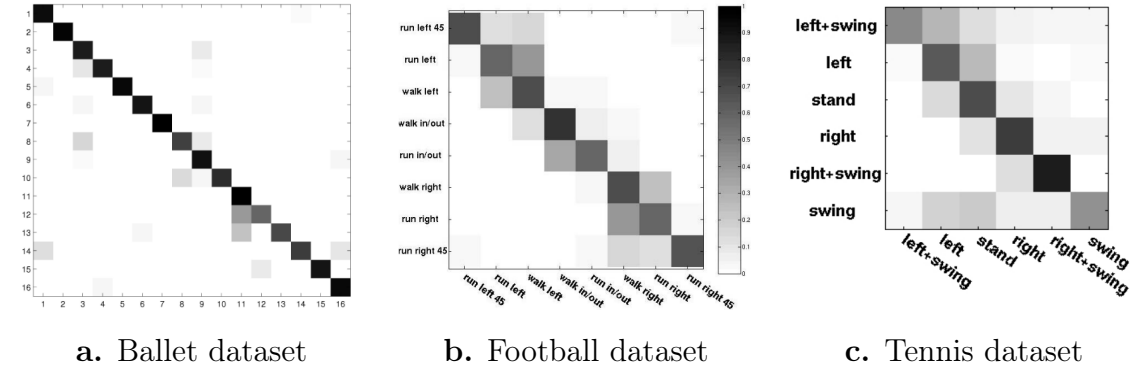 1
2
3
4
5
6
7
8
9
10
11
12
13
14
15
16
1 2 3 4 5 6 7 8 9 10 11 12 13 14 15 16
a. Ballet dataset
run left 45
run left
walk left
walk in/out
run in/out
walk right
run right
run right 45
run left 45 run left walk left walk in/out run in/out walk right run right run right 45
1
0.9
0.8
0.7
0.6
0.5
0.4
0.3
0.2
0.1
0
b. Football dataset
left+swing
left
stand
right
right+swing
swing
left+swing left stand right right+swing swing
c. Tennis dataset